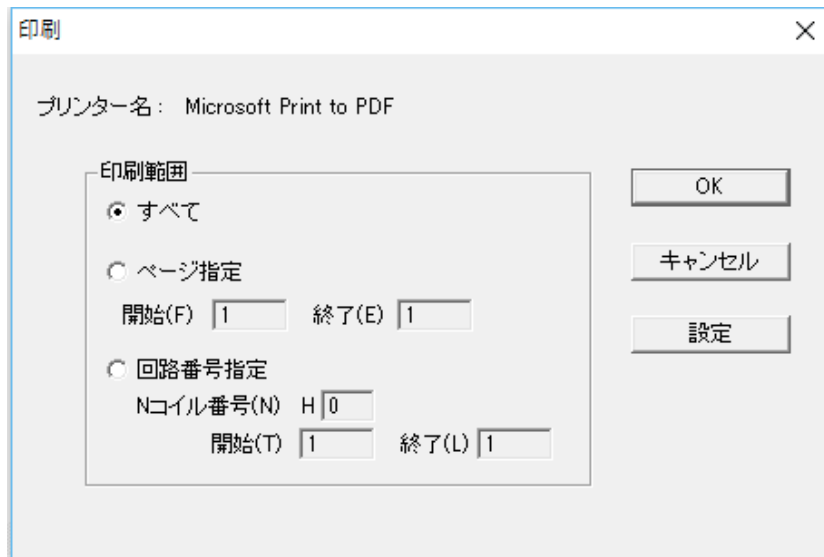 印刷
プリンター名: Microsoft Print to PDF
印刷範囲
すべて
ページ指定
開始(F) 1 終了(E) 1
回路番号指定
Nコイル番号(N) H 0
開始(T) 1 終了(L) 1
OK
キャンセル
設定